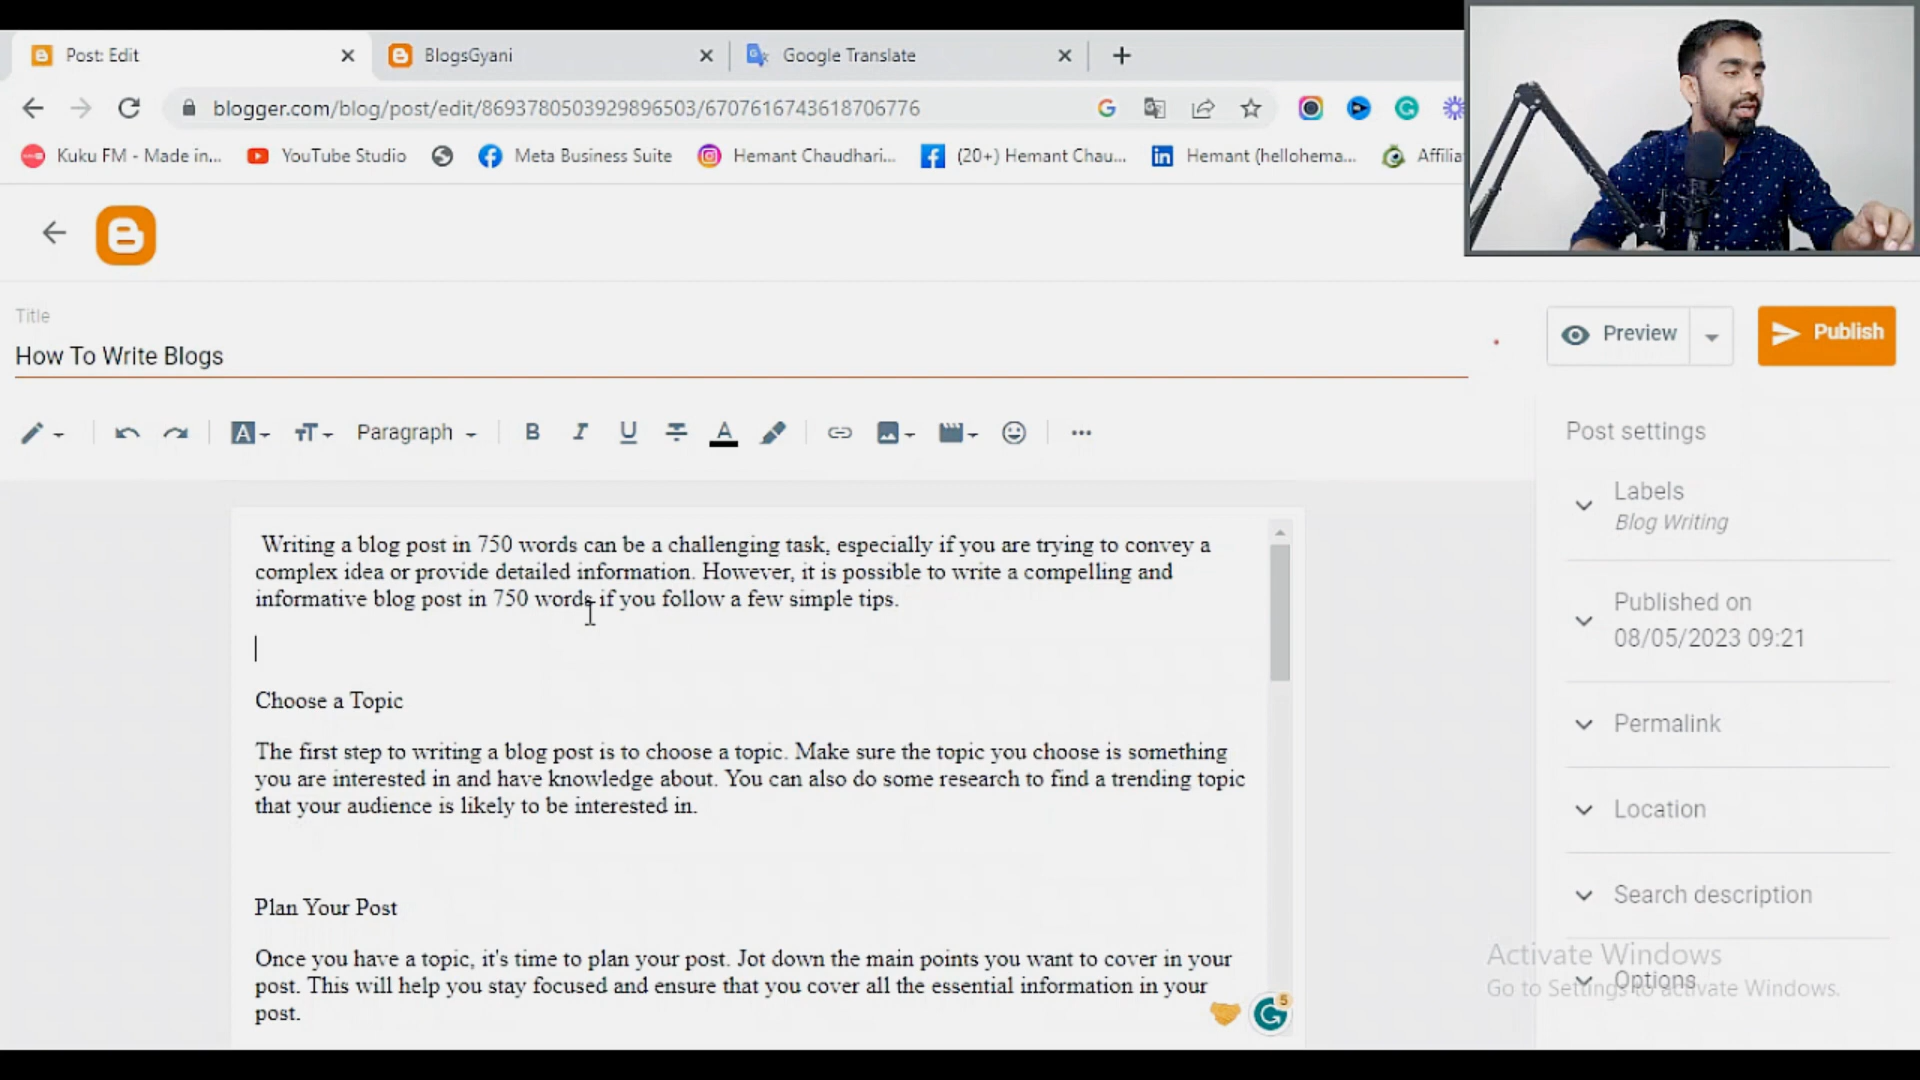 Post: Edit
BlogsGyani
Google Translate
blogger.com/blog/post/edit/8693780503929896503/6707616743618706776
Kuku FM - Made in...
YouTube Studio
Meta Business Suite
Hemant Chaudhari...
(20+) Hemant Chau...
Hemant (hellohema...
Affilia
Title
How To Write Blogs
Preview
Publish
Paragraph
Post settings
Labels
Blog Writing
Published on
08/05/2023 09:21
Permalink
Location
Search description
Options
Writing a blog post in 750 words can be a challenging task, especially if you are trying to convey a
complex idea or provide detailed information. However, it is possible to write a compelling and
informative blog post in 750 words if you follow a few simple tips.
Choose a Topic
The first step to writing a blog post is to choose a topic. Make sure the topic you choose is something
you are interested in and have knowledge about. You can also do some research to find a trending topic
that your audience is likely to be interested in.
Plan Your Post
Once you have a topic, it's time to plan your post. Jot down the main points you want to cover in your
post. This will help you stay focused and ensure that you cover all the essential information in your
post.
5
Activate Windows
Go to Settings to activate Windows.